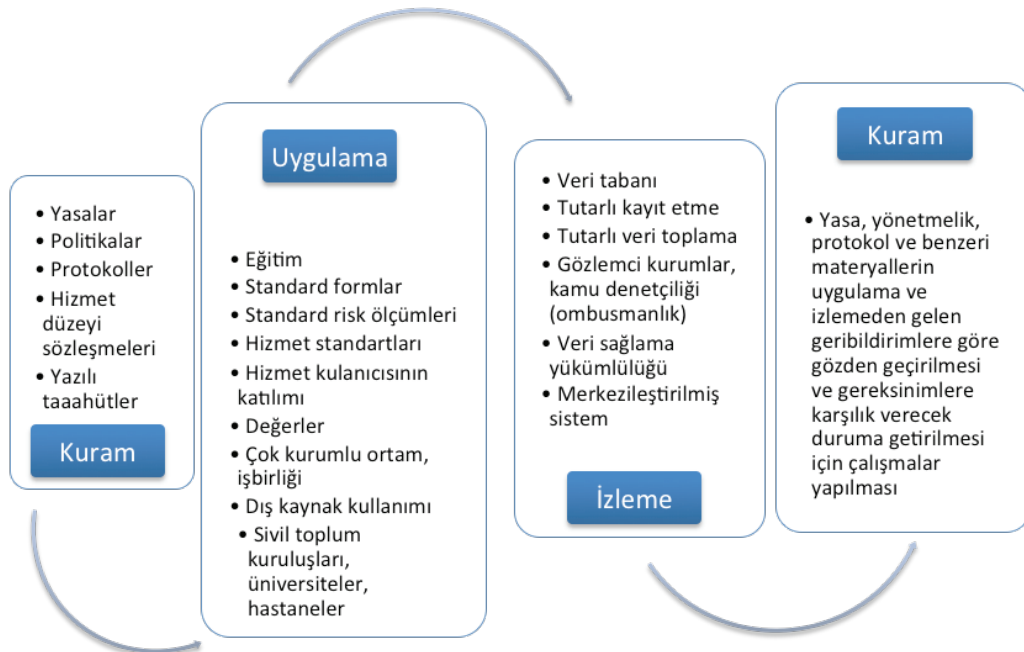 • Yasalar
• Politikalar
• Protokoller
• Hizmet
düzeyi
sözleşmeleri
• Yazılı
taaahütler
Kuram
Uygulama
• Eğitim
• Standard formlar
• Standard risk ölçümleri
• Hizmet standartları
• Hizmet kulanıcısının
katılımı
• Değerler
• Çok kurumlu ortam,
işbirliği
• Dış kaynak kullanımı
• Sivil toplum
kuruluşları,
üniversiteler,
hastaneler
• Veri tabanı
• Tutarlı kayıt etme
• Tutarlı veri toplama
• Gözlemci kurumlar,
kamu denetçiliği
(ombusmanlık)
• Veri sağlama
yükümlülüğü
• Merkezileştirilmiş
sistem
İzleme
Kuram
• Yasa, yönetmelik,
protokol ve benzeri
materyallerin
uygulama ve
izlemeden gelen
geribildirimlere göre
gözden geçirilmesi
ve gereksinimlere
karşılık verecek
duruma getirilmesi
için çalışmalar
yapılması